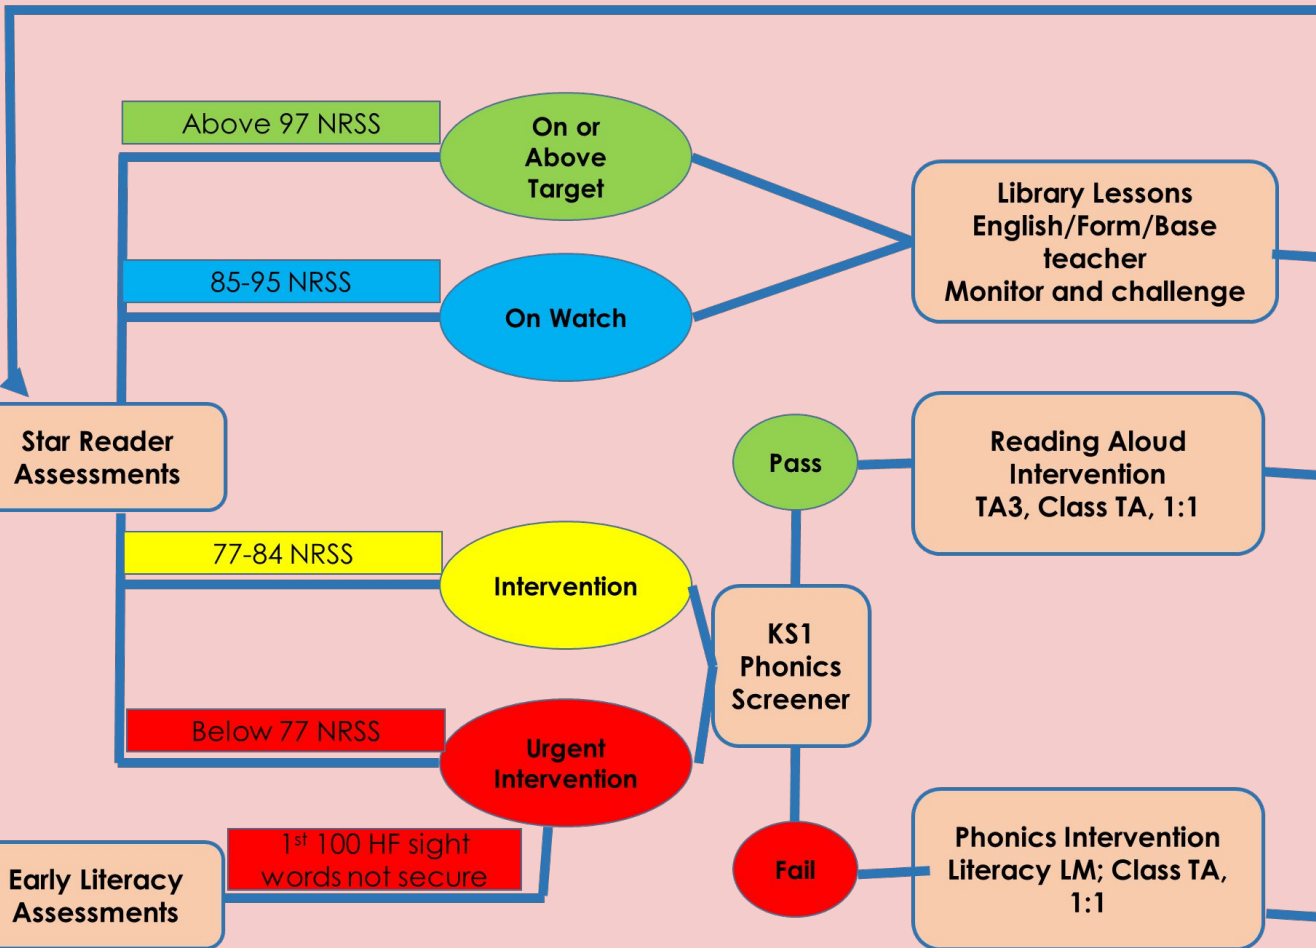 Above 97 NRSS
On or
Above
Target
Library Lessons
English/Form/Base
teacher
Monitor and challenge
85-95 NRSS
On Watch
Star Reader
Assessments
Pass
Reading Aloud
Intervention
TA3, Class TA, 1:1
77-84 NRSS
Intervention
KS1
Phonics
Screener
Below 77 NRSS
Urgent
Intervention
1st 100 HF sight
words not secure
Early Literacy
Assessments
Fail
Phonics Intervention
Literacy LM; Class TA,
1:1